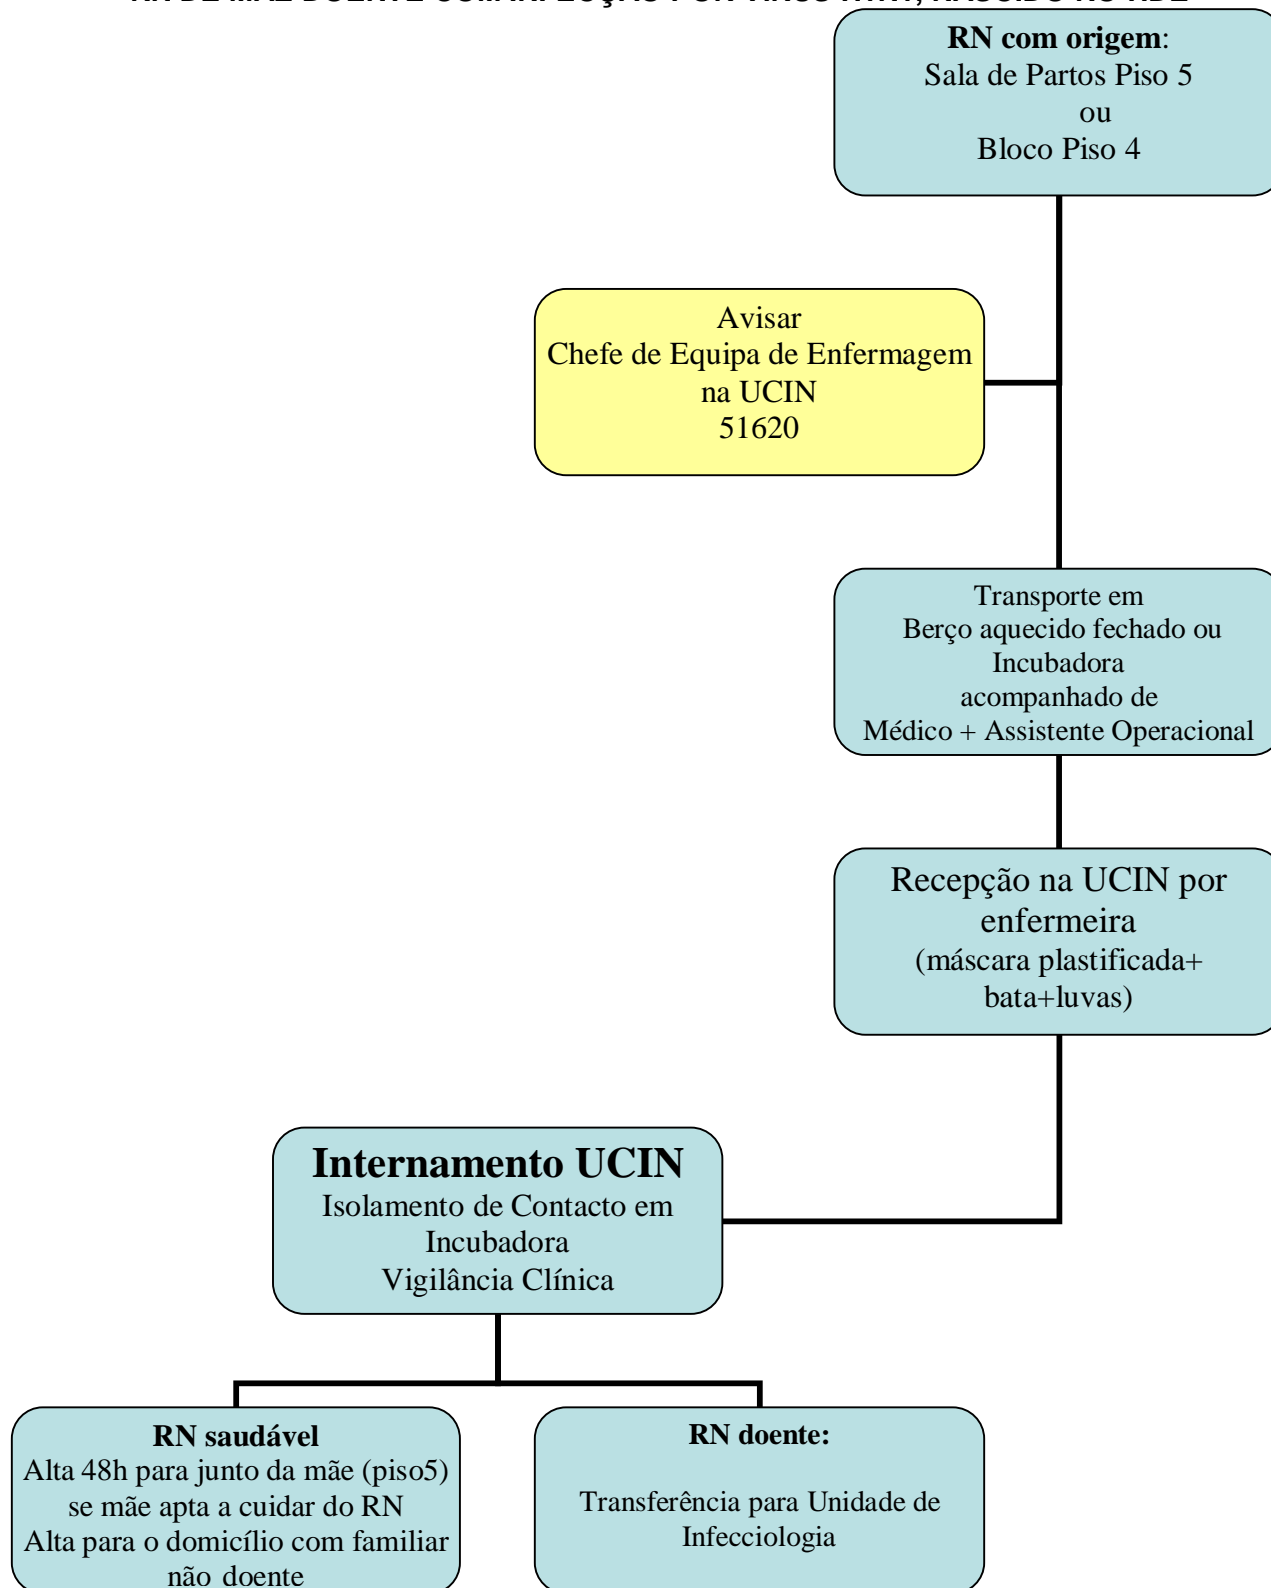 RN com origem:
Sala de Partos Piso 5
ou
Bloco Piso 4
Avisar
Chefe de Equipa de Enfermagem
na UCIN
51620
Transporte em
Berço aquecido fechado ou
Incubadora
acompanhado de
Médico + Assistente Operacional
Recepção na UCIN por
enfermeira
(máscara plastificada+
bata+luvas)
Internamento UCIN
Isolamento de Contacto em
Incubadora
Vigilância Clínica
RN saudável
Alta 48h para junto da mãe (piso5)
se mãe apta a cuidar do RN
Alta para o domicílio com familiar
não doente
RN doente:
Transferência para Unidade de
Infecciologia